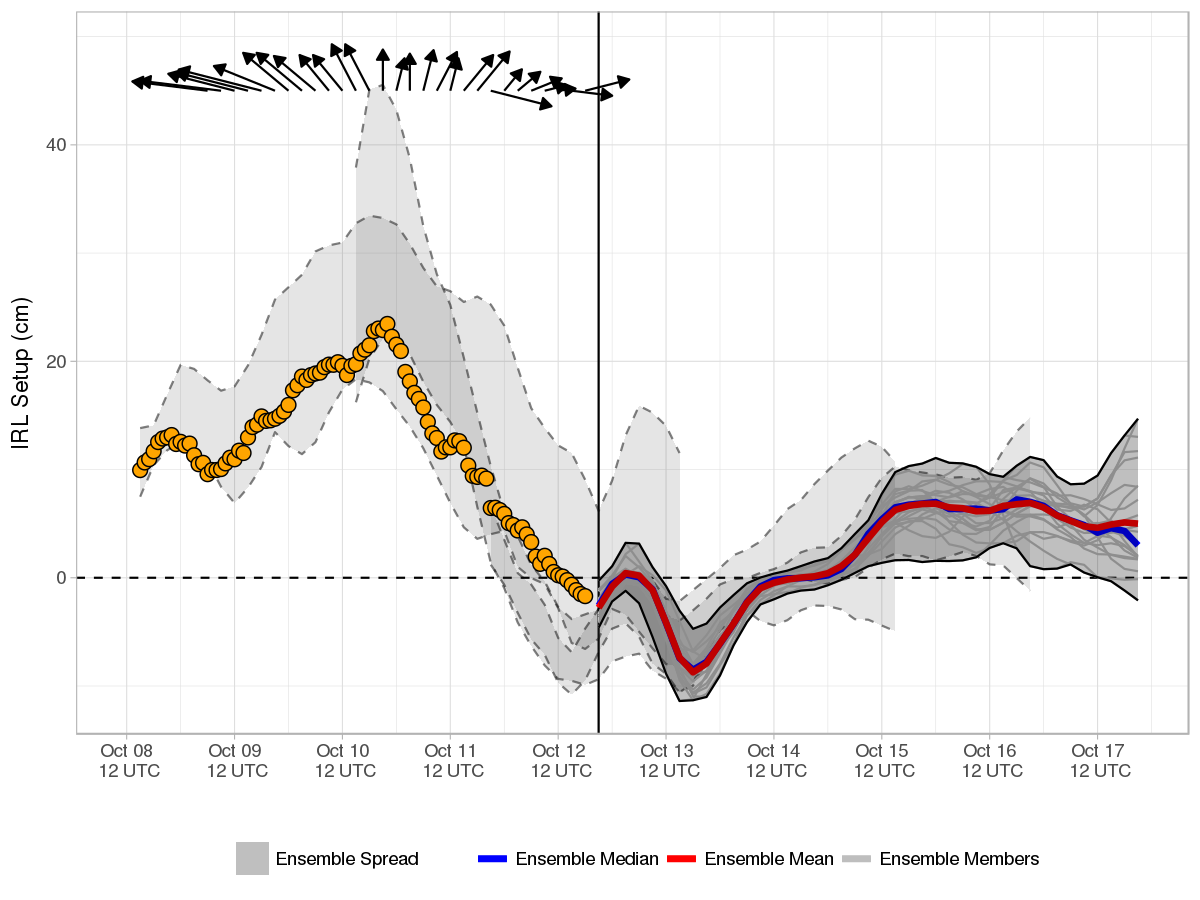 IRL Setup (cm)
40
20
0
Oct 08 Oct 09 Oct 10 Oct 11 Oct 12 Oct 13 Oct 14 Oct 15 Oct 16 Oct 17
12 UTC 12 UTC 12 UTC 12 UTC 12 UTC 12 UTC 12 UTC 12 UTC 12 UTC 12 UTC
Ensemble Spread Ensemble Median Ensemble Mean Ensemble Members